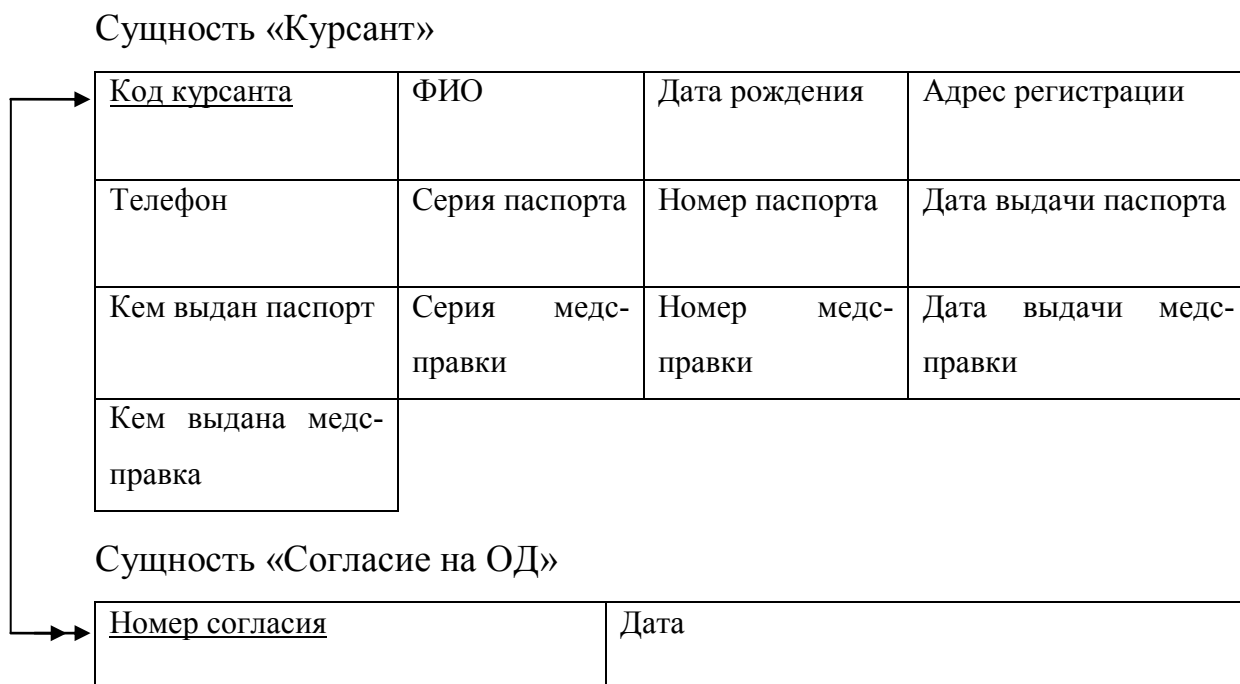 Сущность «Курсант»
Код курсанта ФИО Дата рождения Адрес регистрации
Телефон Серия паспорта Номер паспорта Дата выдачи паспорта
Кем выдан паспорт Серия медс- Номер медс- Дата выдачи медс-
правки правки правки
Кем выдана медс-
правка
Сущность «Согласие на ОД»
Номер согласия Дата